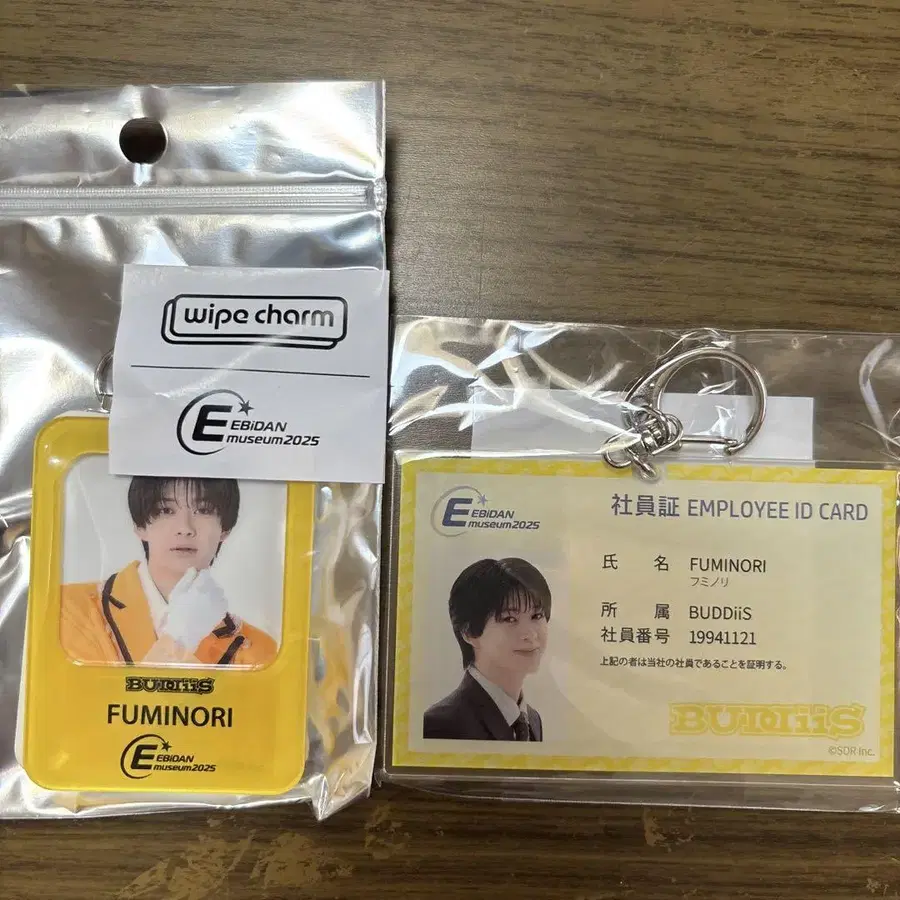 wipe charm
E EBiDAN
museum2025
BUDDiiS
FUMINORI
E EBiDAN
museum2025
E EBiDAN
museum2025
社員証 EMPLOYEE ID CARD
氏 名 FUMINORI
フミノリ
所 属 BUDDiiS
社員番号 19941121
上記の者は当社の社員であることを証明する。
BUDDiiS
©SDR Inc.